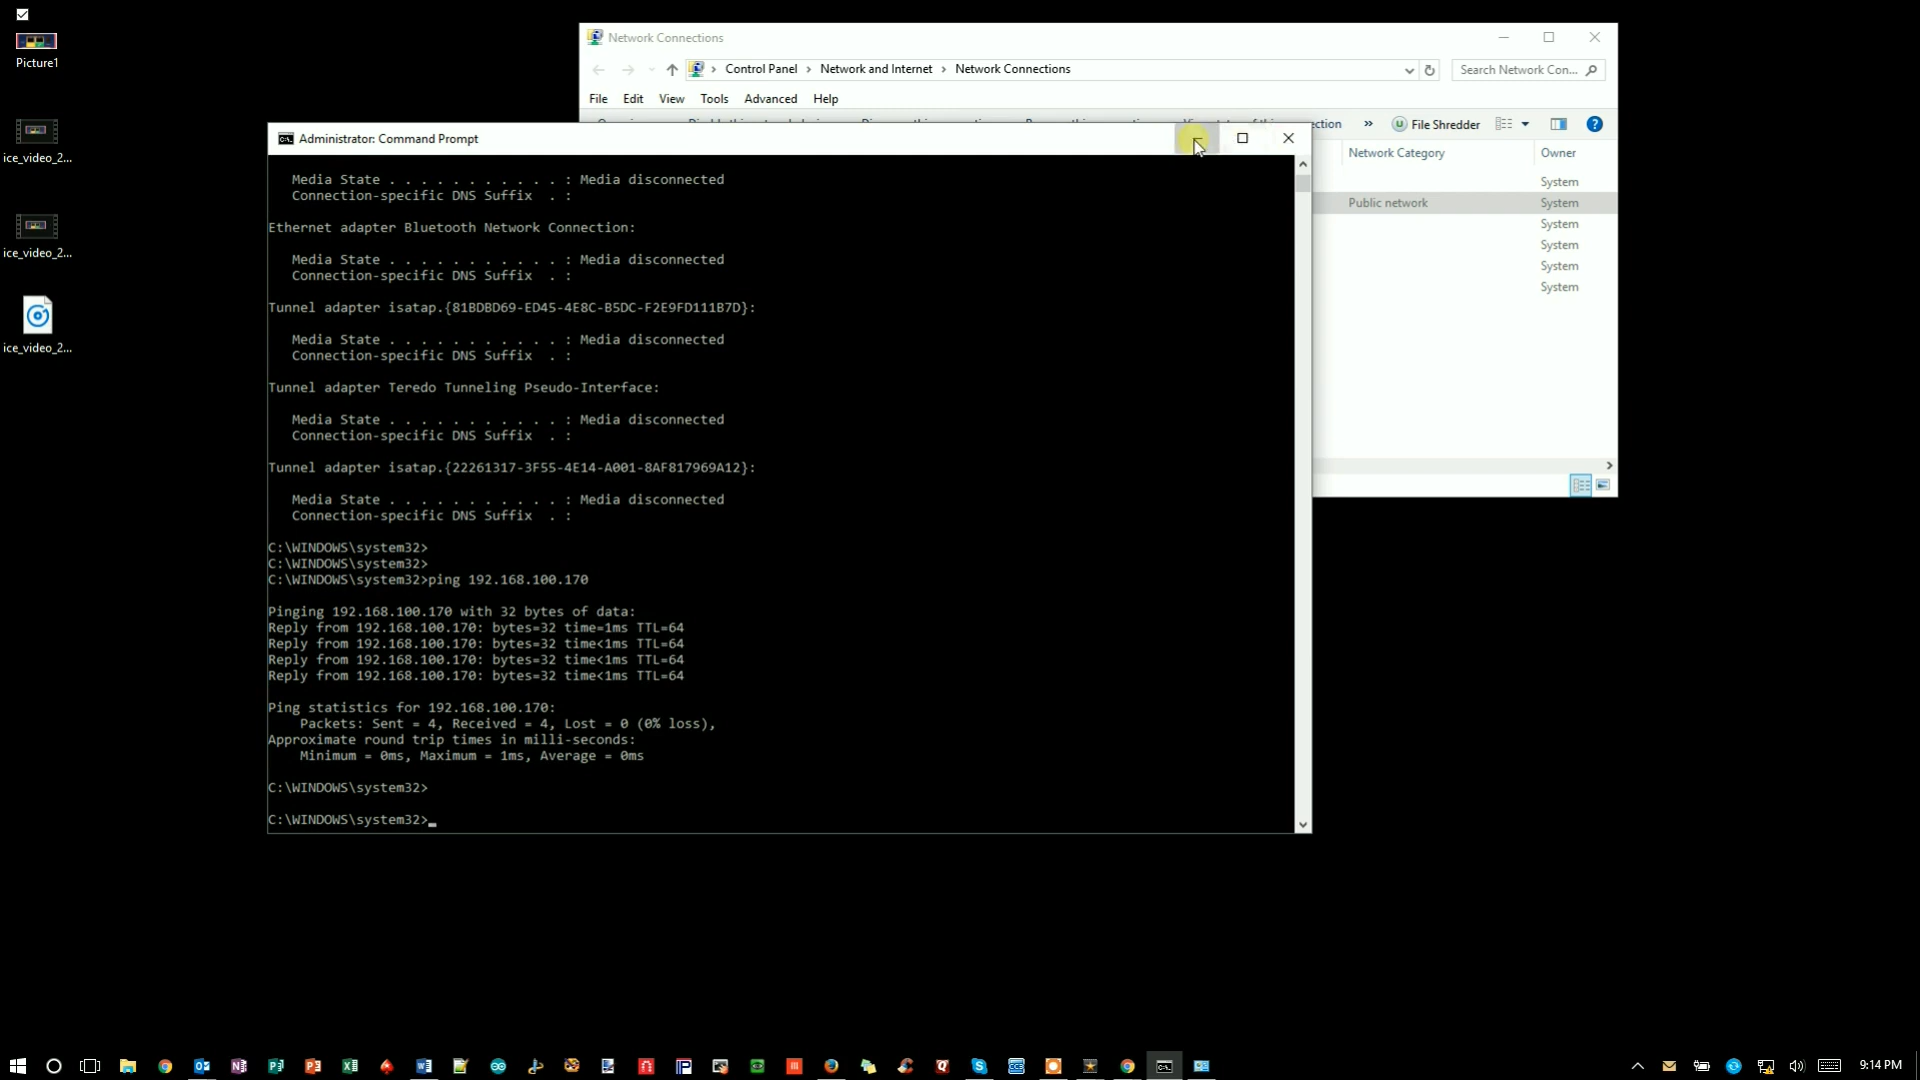 Picture1
ice_video_2...
ice_video_2...
ice_video_2...
Network Connections
Control Panel > Network and Internet > Network Connections
Search Network Con...
File Edit View Tools Advanced Help
ction » File Shredder
Network Category Owner
System
Public network System
System
System
System
System
Administrator: Command Prompt
Media State . . . . . . . . . . . : Media disconnected
Connection-specific DNS Suffix . :
Ethernet adapter Bluetooth Network Connection:
Media State . . . . . . . . . . . : Media disconnected
Connection-specific DNS Suffix . :
Tunnel adapter isatap.{81BDBD69-ED45-4E8C-B5DC-F2E9FD111B7D}:
Media State . . . . . . . . . . . : Media disconnected
Connection-specific DNS Suffix . :
Tunnel adapter Teredo Tunneling Pseudo-Interface:
Media State . . . . . . . . . . . : Media disconnected
Connection-specific DNS Suffix . :
Tunnel adapter isatap.{22261317-3F55-4E14-A001-8AF817969A12}:
Media State . . . . . . . . . . . : Media disconnected
Connection-specific DNS Suffix . :
C:\WINDOWS\system32>
C:\WINDOWS\system32>
C:\WINDOWS\system32>ping 192.168.100.170
Pinging 192.168.100.170 with 32 bytes of data:
Reply from 192.168.100.170: bytes=32 time=1ms TTL=64
Reply from 192.168.100.170: bytes=32 time<1ms TTL=64
Reply from 192.168.100.170: bytes=32 time<1ms TTL=64
Reply from 192.168.100.170: bytes=32 time<1ms TTL=64
Ping statistics for 192.168.100.170:
Packets: Sent = 4, Received = 4, Lost = 0 (0% loss),
Approximate round trip times in milli-seconds:
Minimum = 0ms, Maximum = 1ms, Average = 0ms
C:\WINDOWS\system32>
C:\WINDOWS\system32>_
9:14 PM